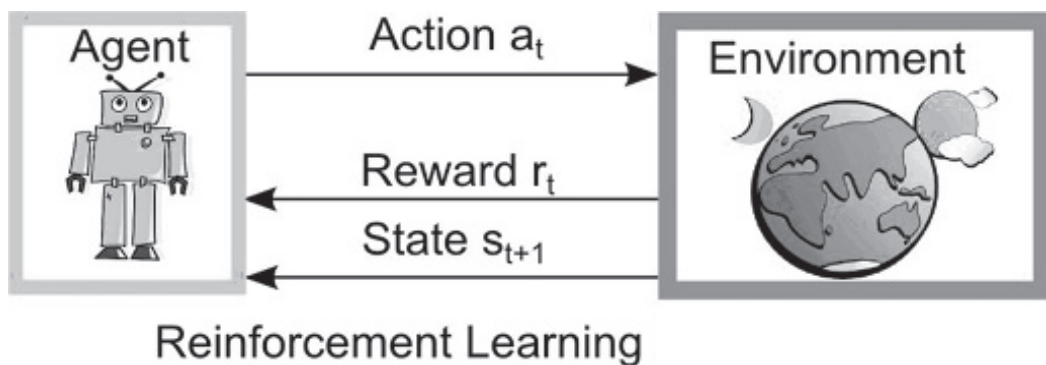 Agent
Action aₜ
Environment
Reward rₜ
State sₜ₊₁
Reinforcement Learning